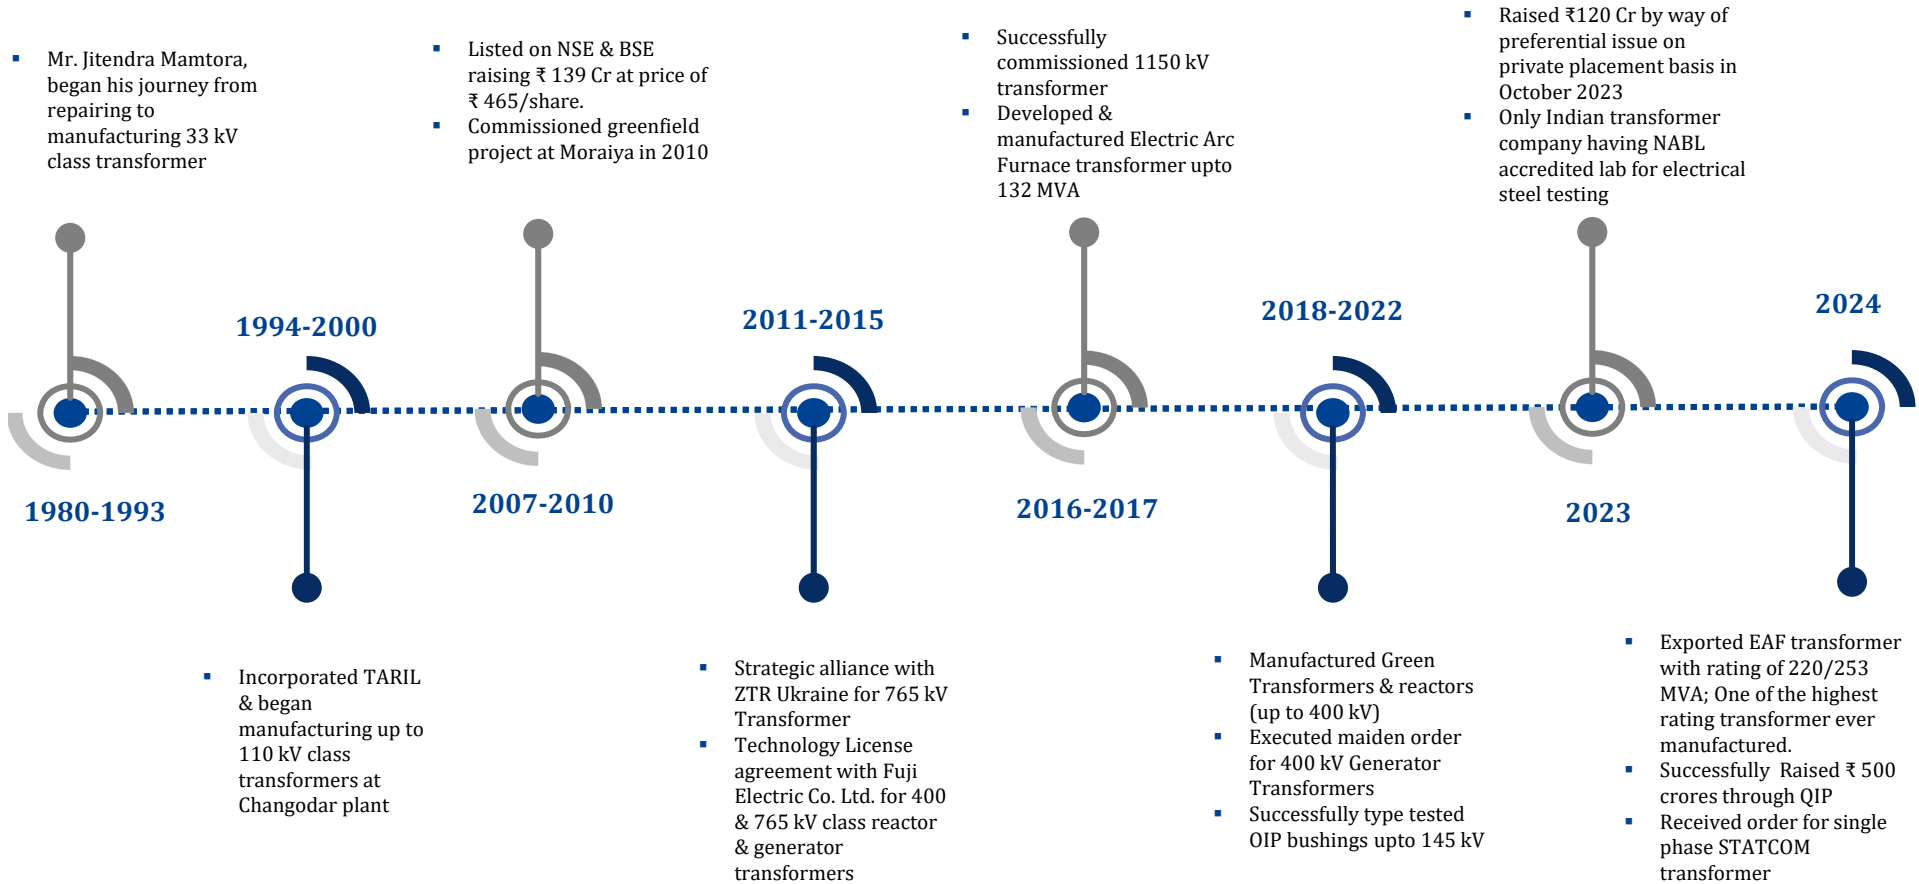 ▪ Mr. Jitendra Mamtora,
began his journey from
repairing to
manufacturing 33 kV
class transformer
1980-1993
1994-2000
▪ Incorporated TARIL
& began
manufacturing up to
110 kV class
transformers at
Changodar plant
▪ Listed on NSE & BSE
raising ₹ 139 Cr at price of
₹ 465/share.
▪ Commissioned greenfield
project at Moraiya in 2010
2007-2010
2011-2015
▪ Strategic alliance with
ZTR Ukraine for 765 kV
Transformer
▪ Technology License
agreement with Fuji
Electric Co. Ltd. for 400
& 765 kV class reactor
& generator
transformers
▪ Successfully
commissioned 1150 kV
transformer
▪ Developed &
manufactured Electric Arc
Furnace transformer upto
132 MVA
2016-2017
2018-2022
▪ Manufactured Green
Transformers & reactors
(up to 400 kV)
▪ Executed maiden order
for 400 kV Generator
Transformers
▪ Successfully type tested
OIP bushings upto 145 kV
▪ Raised ₹120 Cr by way of
preferential issue on
private placement basis in
October 2023
▪ Only Indian transformer
company having NABL
accredited lab for electrical
steel testing
2023
2024
▪ Exported EAF transformer
with rating of 220/253
MVA; One of the highest
rating transformer ever
manufactured.
▪ Successfully Raised ₹ 500
crores through QIP
▪ Received order for single
phase STATCOM
transformer